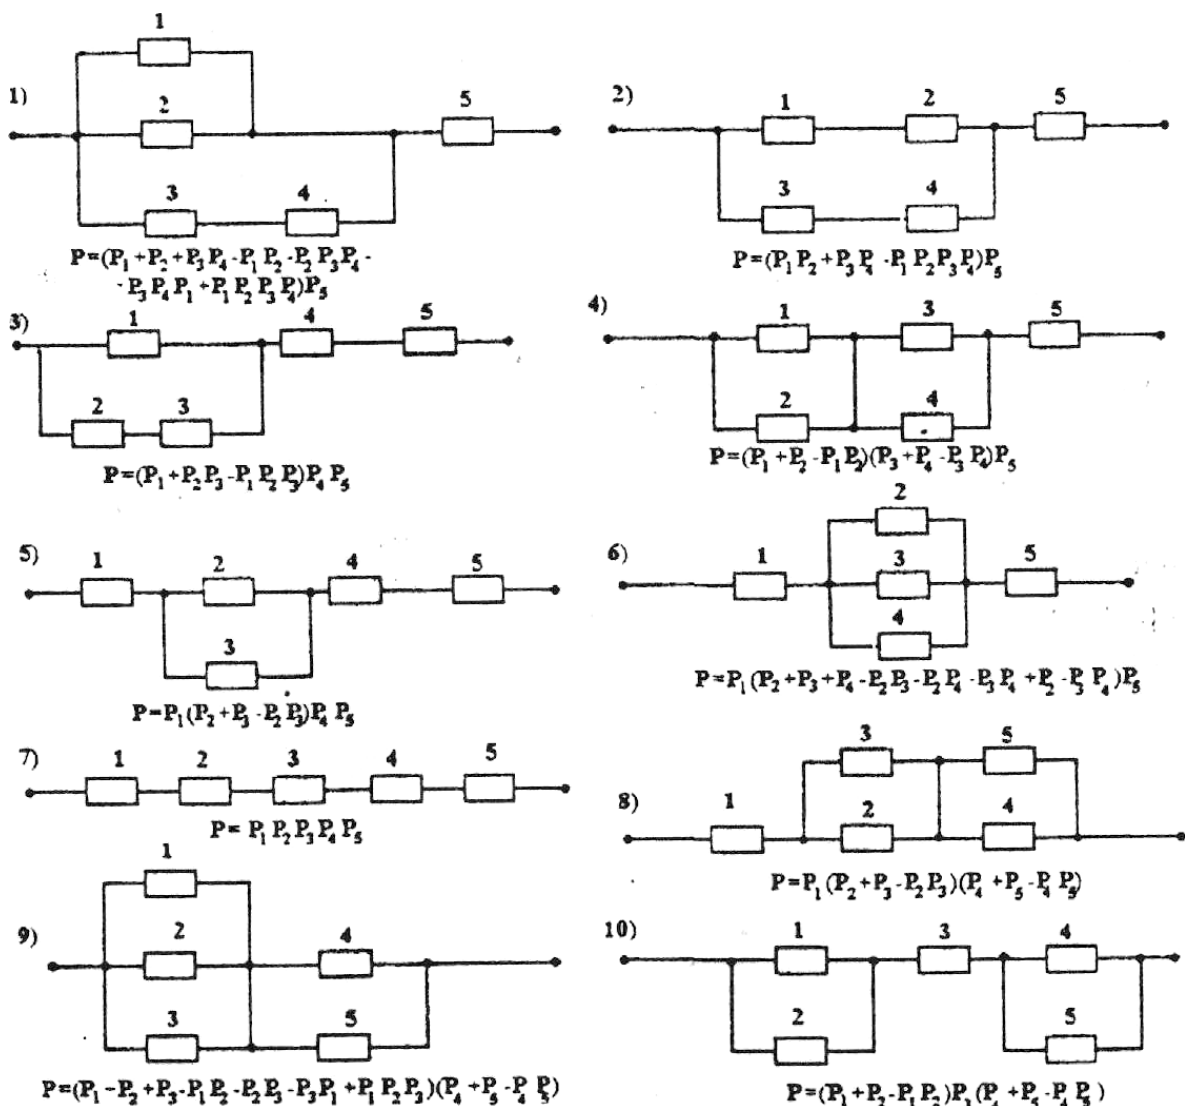 1)
1
2
3 4
5
P=(P₁+P₂+P₃P₄-P₁P₂-P₂P₃P₄-
-P₃P₄P₁+P₁P₂P₃P₄)P₅
2)
1 2 5
3 4
P=(P₁P₂+P₃P₄-P₁P₂P₃P₄)P₅
3)
1 4 5
2 3
P=(P₁+P₂P₃-P₁P₂P₃)P₄P₅
4)
1 3 5
2 4
P=(P₁+P₂-P₁P₂)(P₃+P₄-P₃P₄)P₅
5)
1 2 4 5
3
P=P₁(P₂+P₃-P₂P₃)P₄P₅
6)
2
1 3 5
4
P=P₁(P₂+P₃+P₄-P₂P₃-P₂P₄-P₃P₄+P₂-P₃P₄)P₅
7)
1 2 3 4 5
P= P₁P₂P₃P₄P₅
8)
3 5
1 2 4
P=P₁(P₂+P₃-P₂P₃)(P₄+P₅-P₄P₅)
9)
1
2 4
3 5
P=(P₁-P₂+P₃-P₁P₂-P₂P₃-P₃P₁+P₁P₂P₃)(P₄+P₅-P₄P₅)
10)
1 3 4
2 5
P=(P₁+P₂-P₁P₂)P₃(P₄+P₅-P₄P₅)